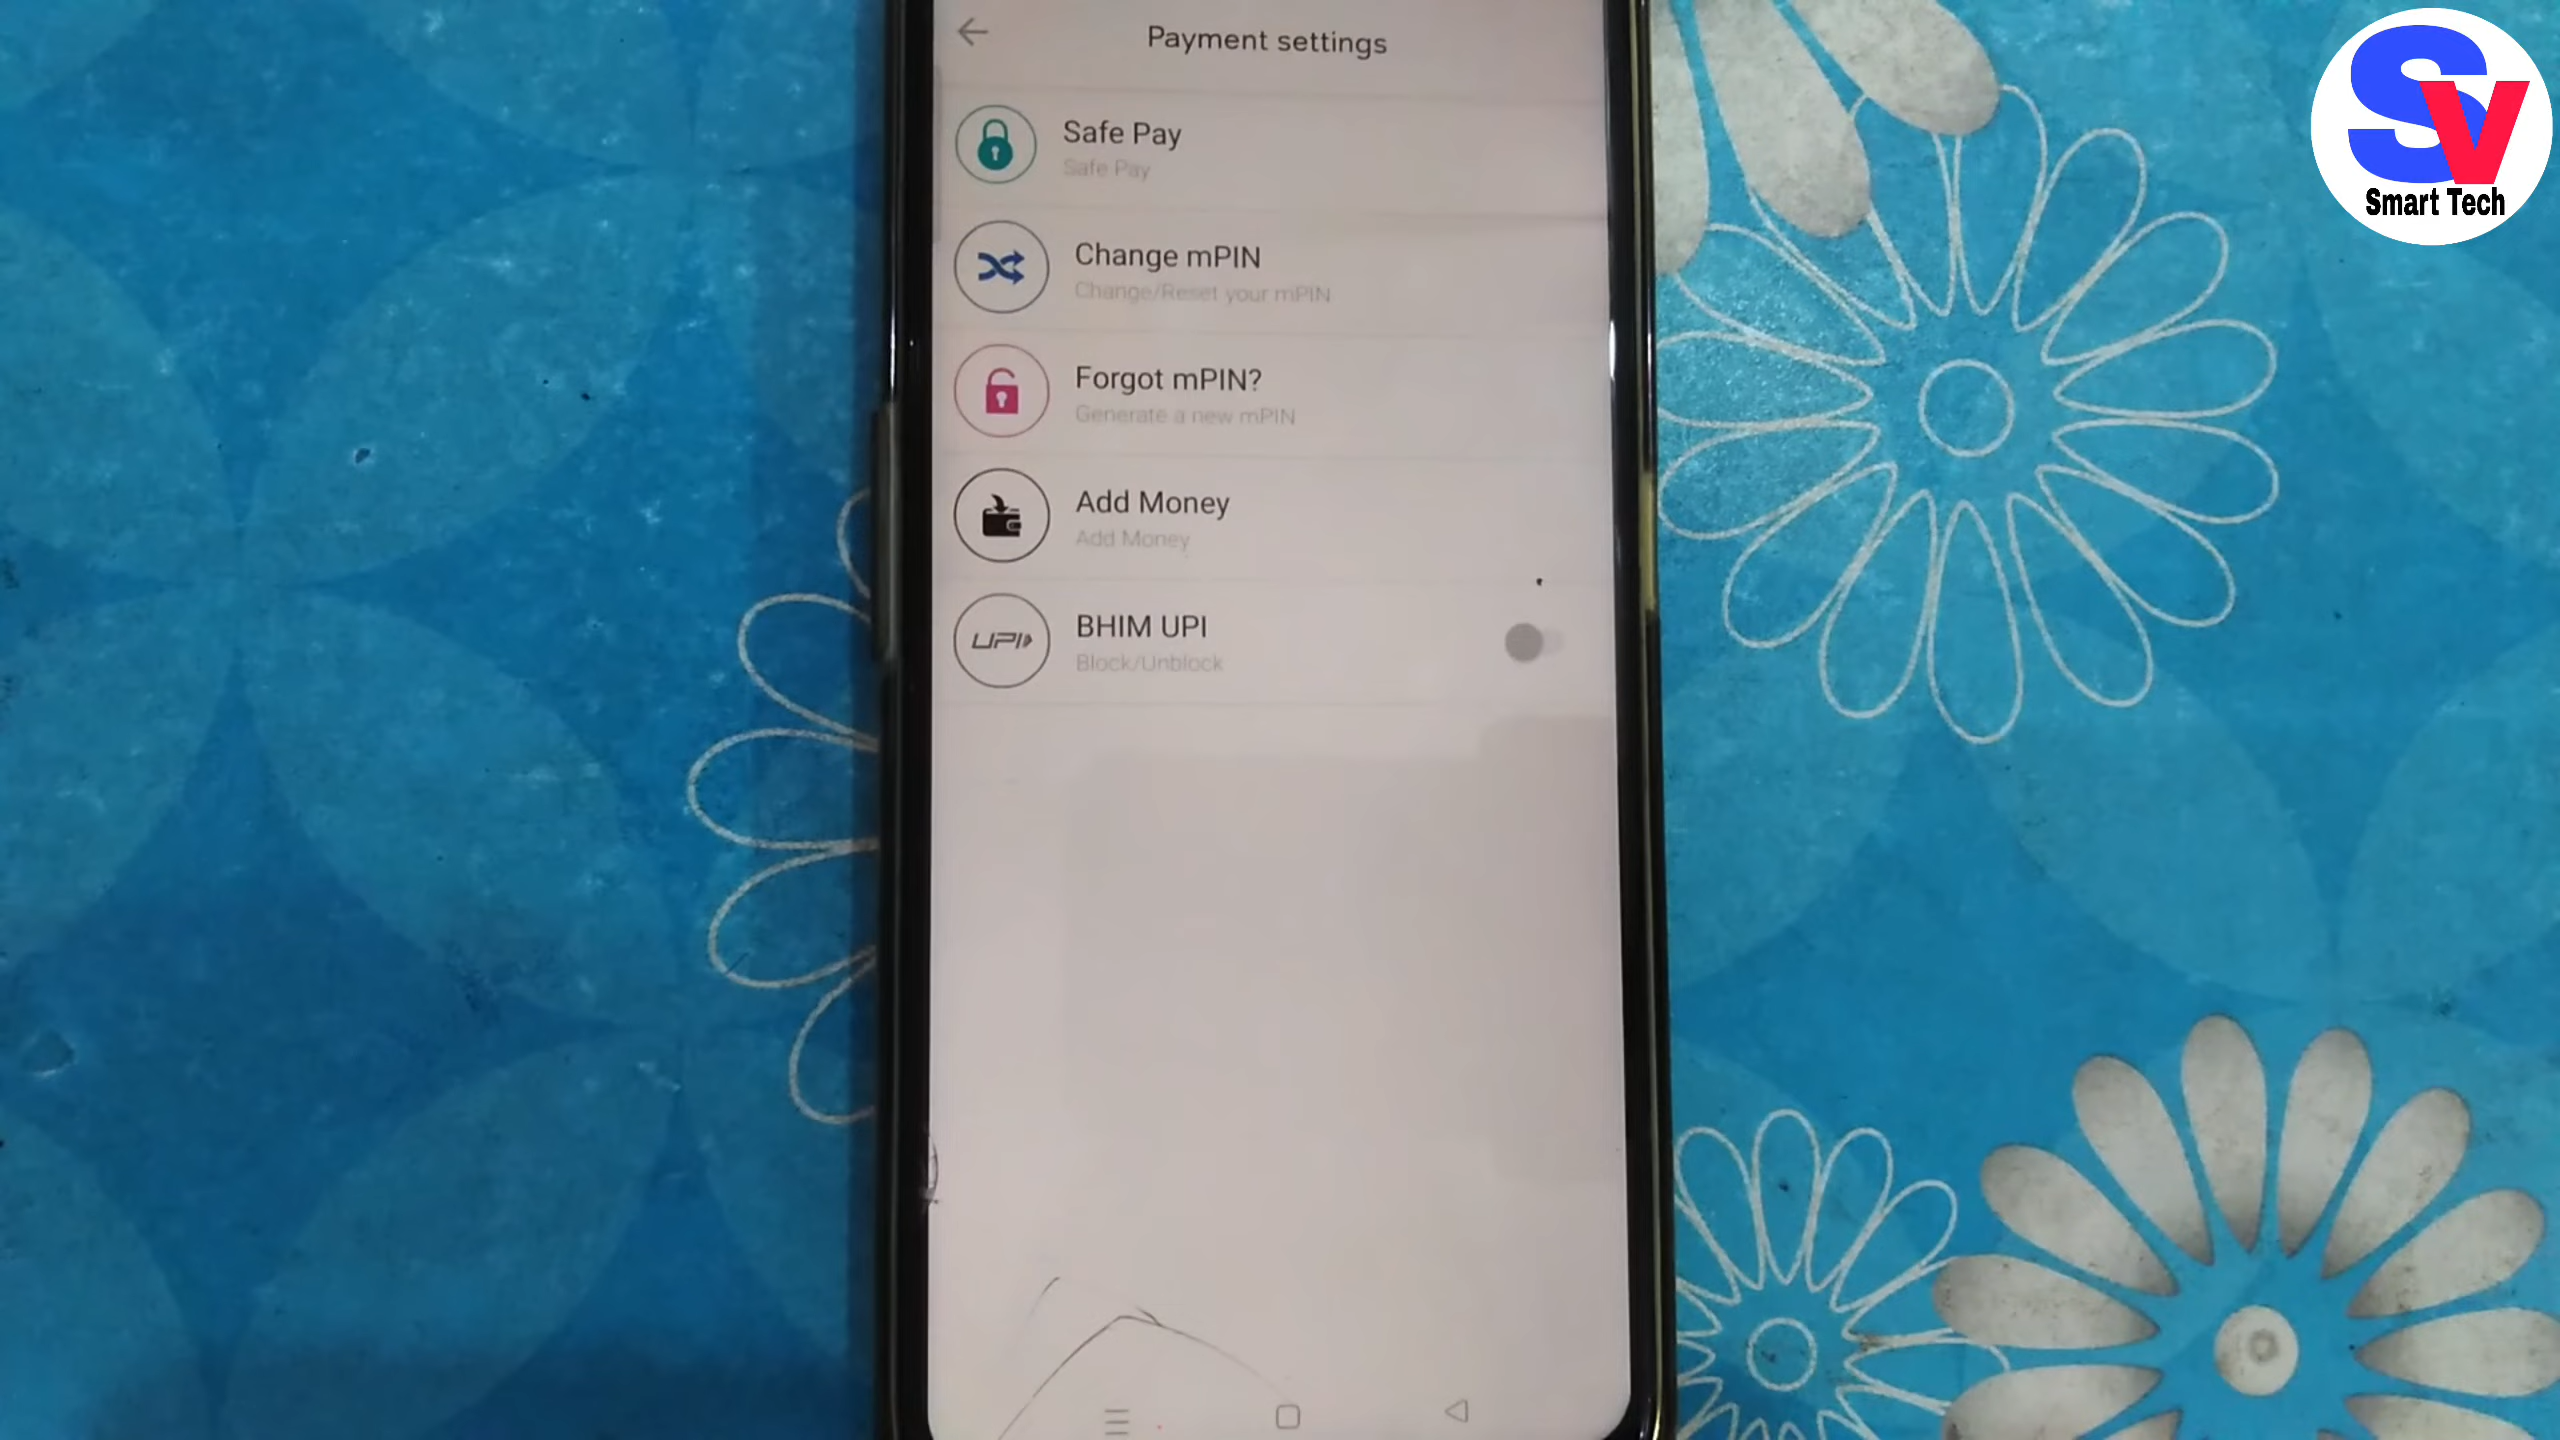 Payment settings
Safe Pay
Safe Pay
Change mPIN
Change/Reset your mPIN
Forgot mPIN?
Generate a new mPIN
Add Money
Add Money
UPI
BHIM UPI
Block/Unblock
SV
Smart Tech